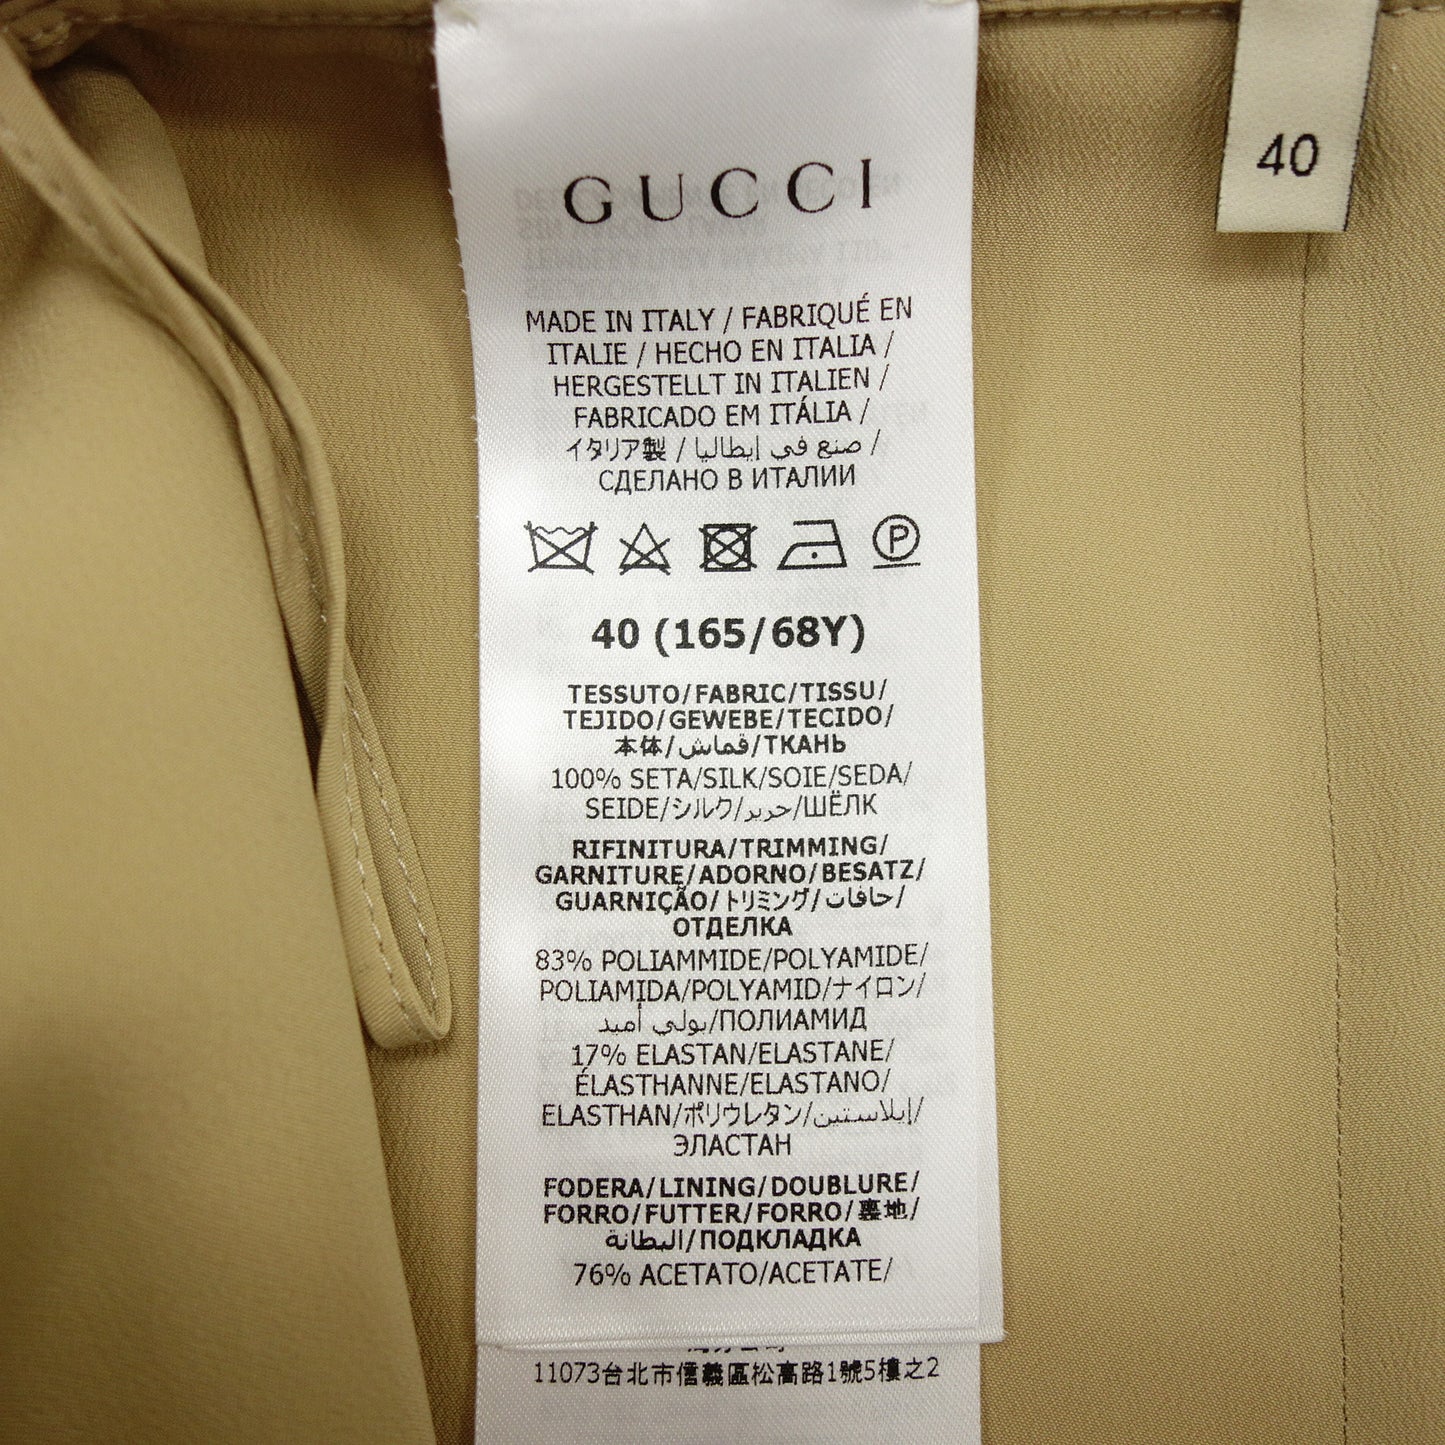 GUCCI
40
MADE IN ITALY / FABRIQUÉ EN
ITALIE / HECHO EN ITALIA /
HERGESTELLT IN ITALIEN /
FABRICADO EM ITÁLIA /
イタリア製 / صنع في إيطاليا /
СДЕЛАНО В ИТАЛИИ
P
40 (165/68Y)
TESSUTO/FABRIC/TISSU/
TEJIDO/GEWEBE/TECIDO/
本体/قماش/ТКАНЬ
100% SETA/SILK/SOIE/SEDA/
SEIDE/シルク/حرير/ШЁЛК
RIFINITURA/TRIMMING/
GARNITURE/ADORNO/BESATZ/
GUARNIÇÃO/トリミング/حافات/
ОТДЕЛКА
83% POLIAMMIDE/POLYAMIDE/
POLIAMIDA/POLYAMID/ナイロン/
بولي أميد/ПОЛИАМИД
17% ELASTAN/ELASTANE/
ÉLASTHANNE/ELASTANO/
ELASTHAN/ポリウレタン/إيلاستين/
ЭЛАСТАН
FODERA/LINING/DOUBLURE/
FORRO/FUTTER/FORRO/裏地/
البطانة/ПОДКЛАДКА
76% ACETATO/ACETATE/
11073台北市信義區松高路1號5樓之2